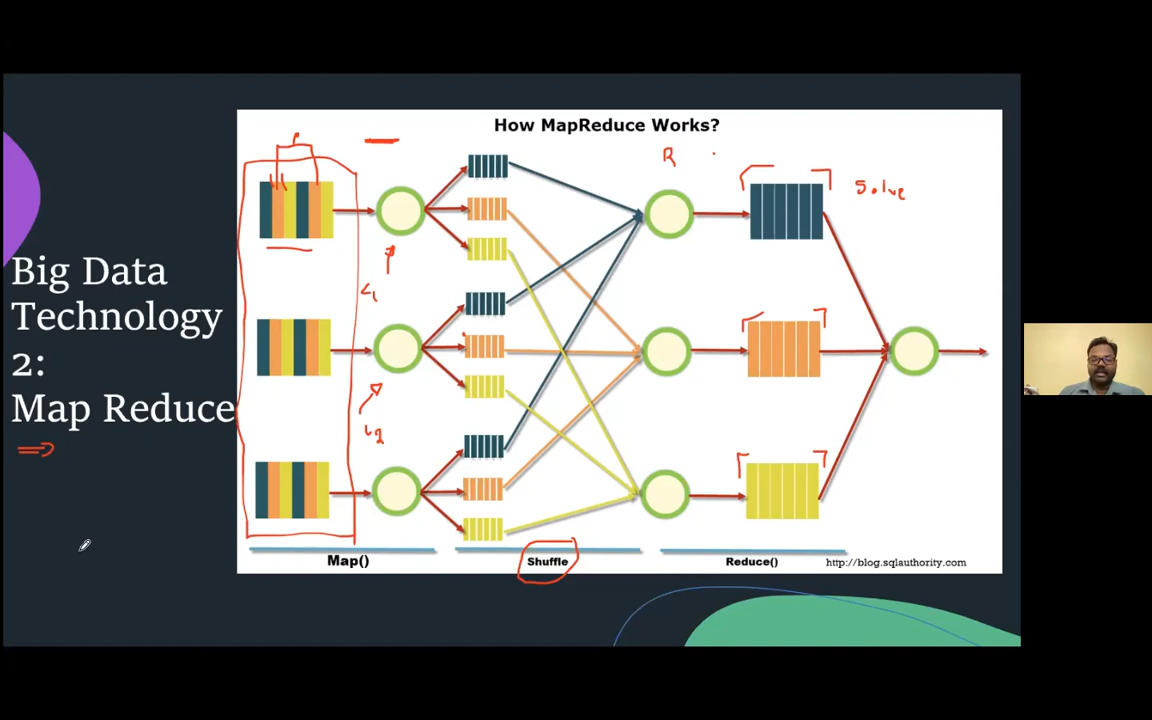 How MapReduce Works?
R
Solve
Big Data
Technology
2:
Map Reduce
Map()
Shuffle
Reduce()
http://blog.sqlauthority.com